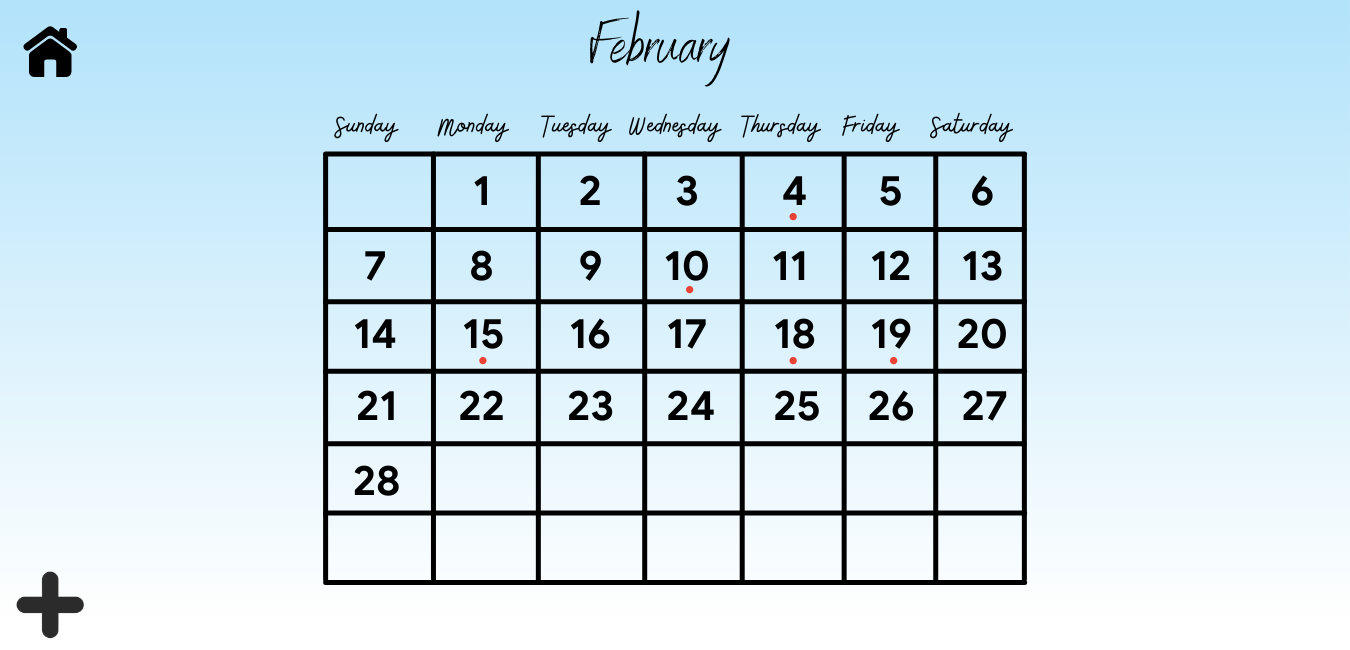 February
Sunday Monday Tuesday Wednesday Thursday Friday Saturday
1 2 3 4 5 6
7 8 9 10 11 12 13
14 15 16 17 18 19 20
21 22 23 24 25 26 27
28